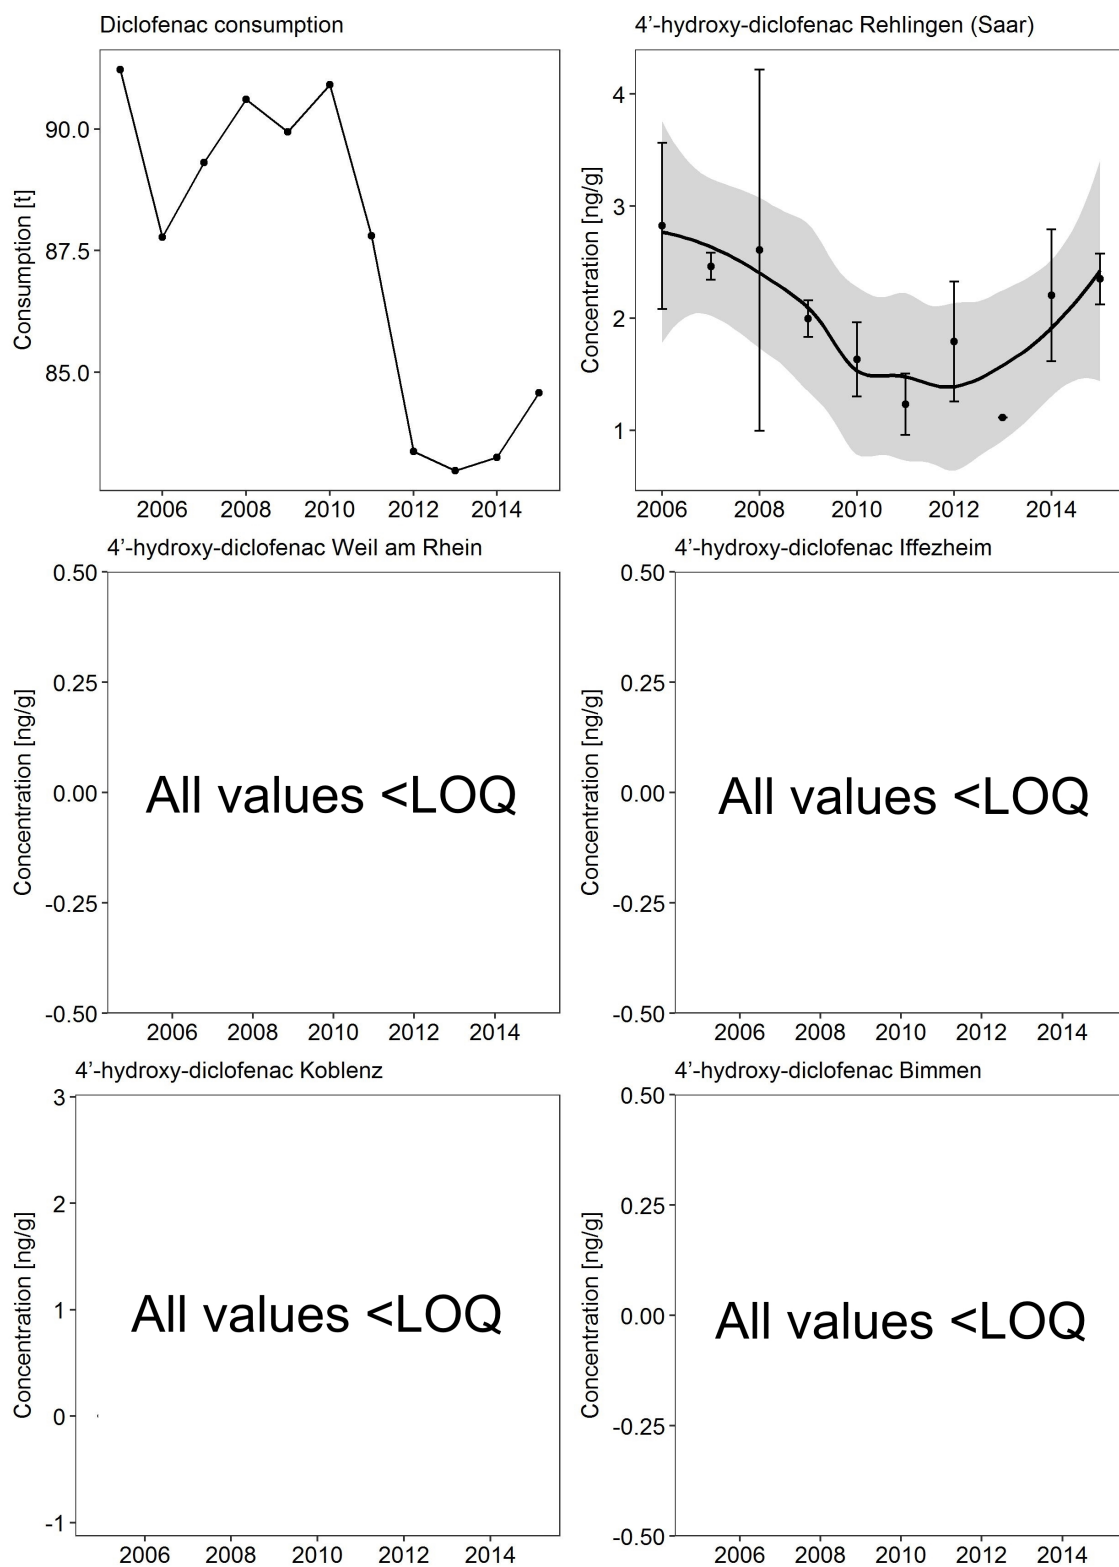 Diclofenac consumption
Consumption [t]
90.0
87.5
85.0
2006 2008 2010 2012 2014
4’-hydroxy-diclofenac Rehlingen (Saar)
Concentration [ng/g]
4
3
2
1
2006 2008 2010 2012 2014
4’-hydroxy-diclofenac Weil am Rhein
Concentration [ng/g]
0.50
0.25
0.00
-0.25
-0.50
All values <LOQ
2006 2008 2010 2012 2014
4’-hydroxy-diclofenac Iffezheim
Concentration [ng/g]
0.50
0.25
0.00
-0.25
-0.50
All values <LOQ
2006 2008 2010 2012 2014
4’-hydroxy-diclofenac Koblenz
Concentration [ng/g]
3
2
1
0
-1
All values <LOQ
2006 2008 2010 2012 2014
4’-hydroxy-diclofenac Bimmen
Concentration [ng/g]
0.50
0.25
0.00
-0.25
-0.50
All values <LOQ
2006 2008 2010 2012 2014